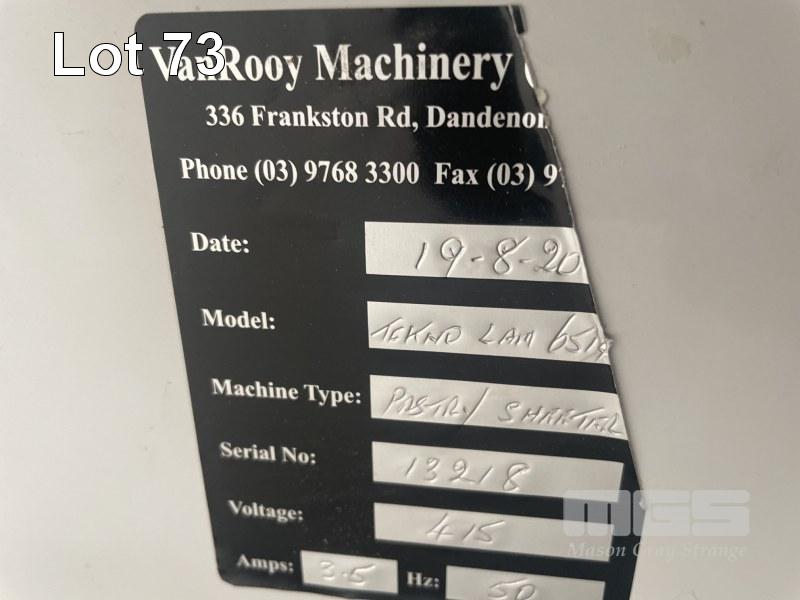 Lot 73
VanRooy Machinery
336 Frankston Rd, Dandenon
Phone (03) 9768 3300 Fax (03) 9
Date: 19-8-20
Model: TEKNO LAM
Machine Type: PASTRY SHEETER
Serial No: 13218
Voltage: 415
Amps: 3.5 Hz: 50
MGS
Mason Gray Strange